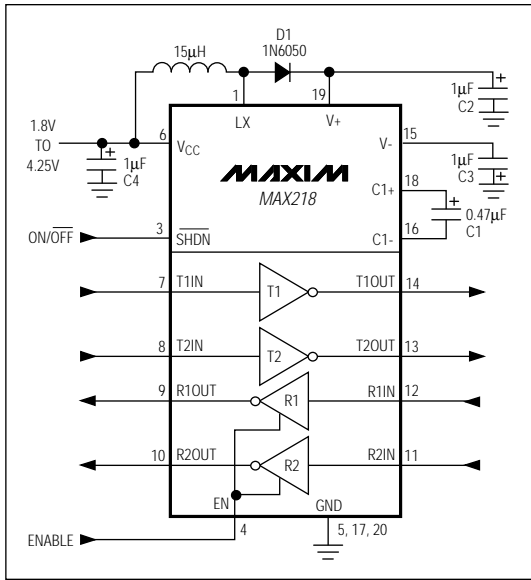 D1
1N6050
15µH
1
19
LX
V+
1µF
C2
1.8V
TO
4.25V
6
VCC
1µF
C4
MAXIM
MAX218
V-
15
1µF
C3
C1+
18
0.47µF
C1
C1-
16
ON/OFF
3
SHDN
7
T1IN
T1
T1OUT
14
8
T2IN
T2
T2OUT
13
9
R1OUT
R1
R1IN
12
10
R2OUT
R2
R2IN
11
EN
GND
4
5, 17, 20
ENABLE